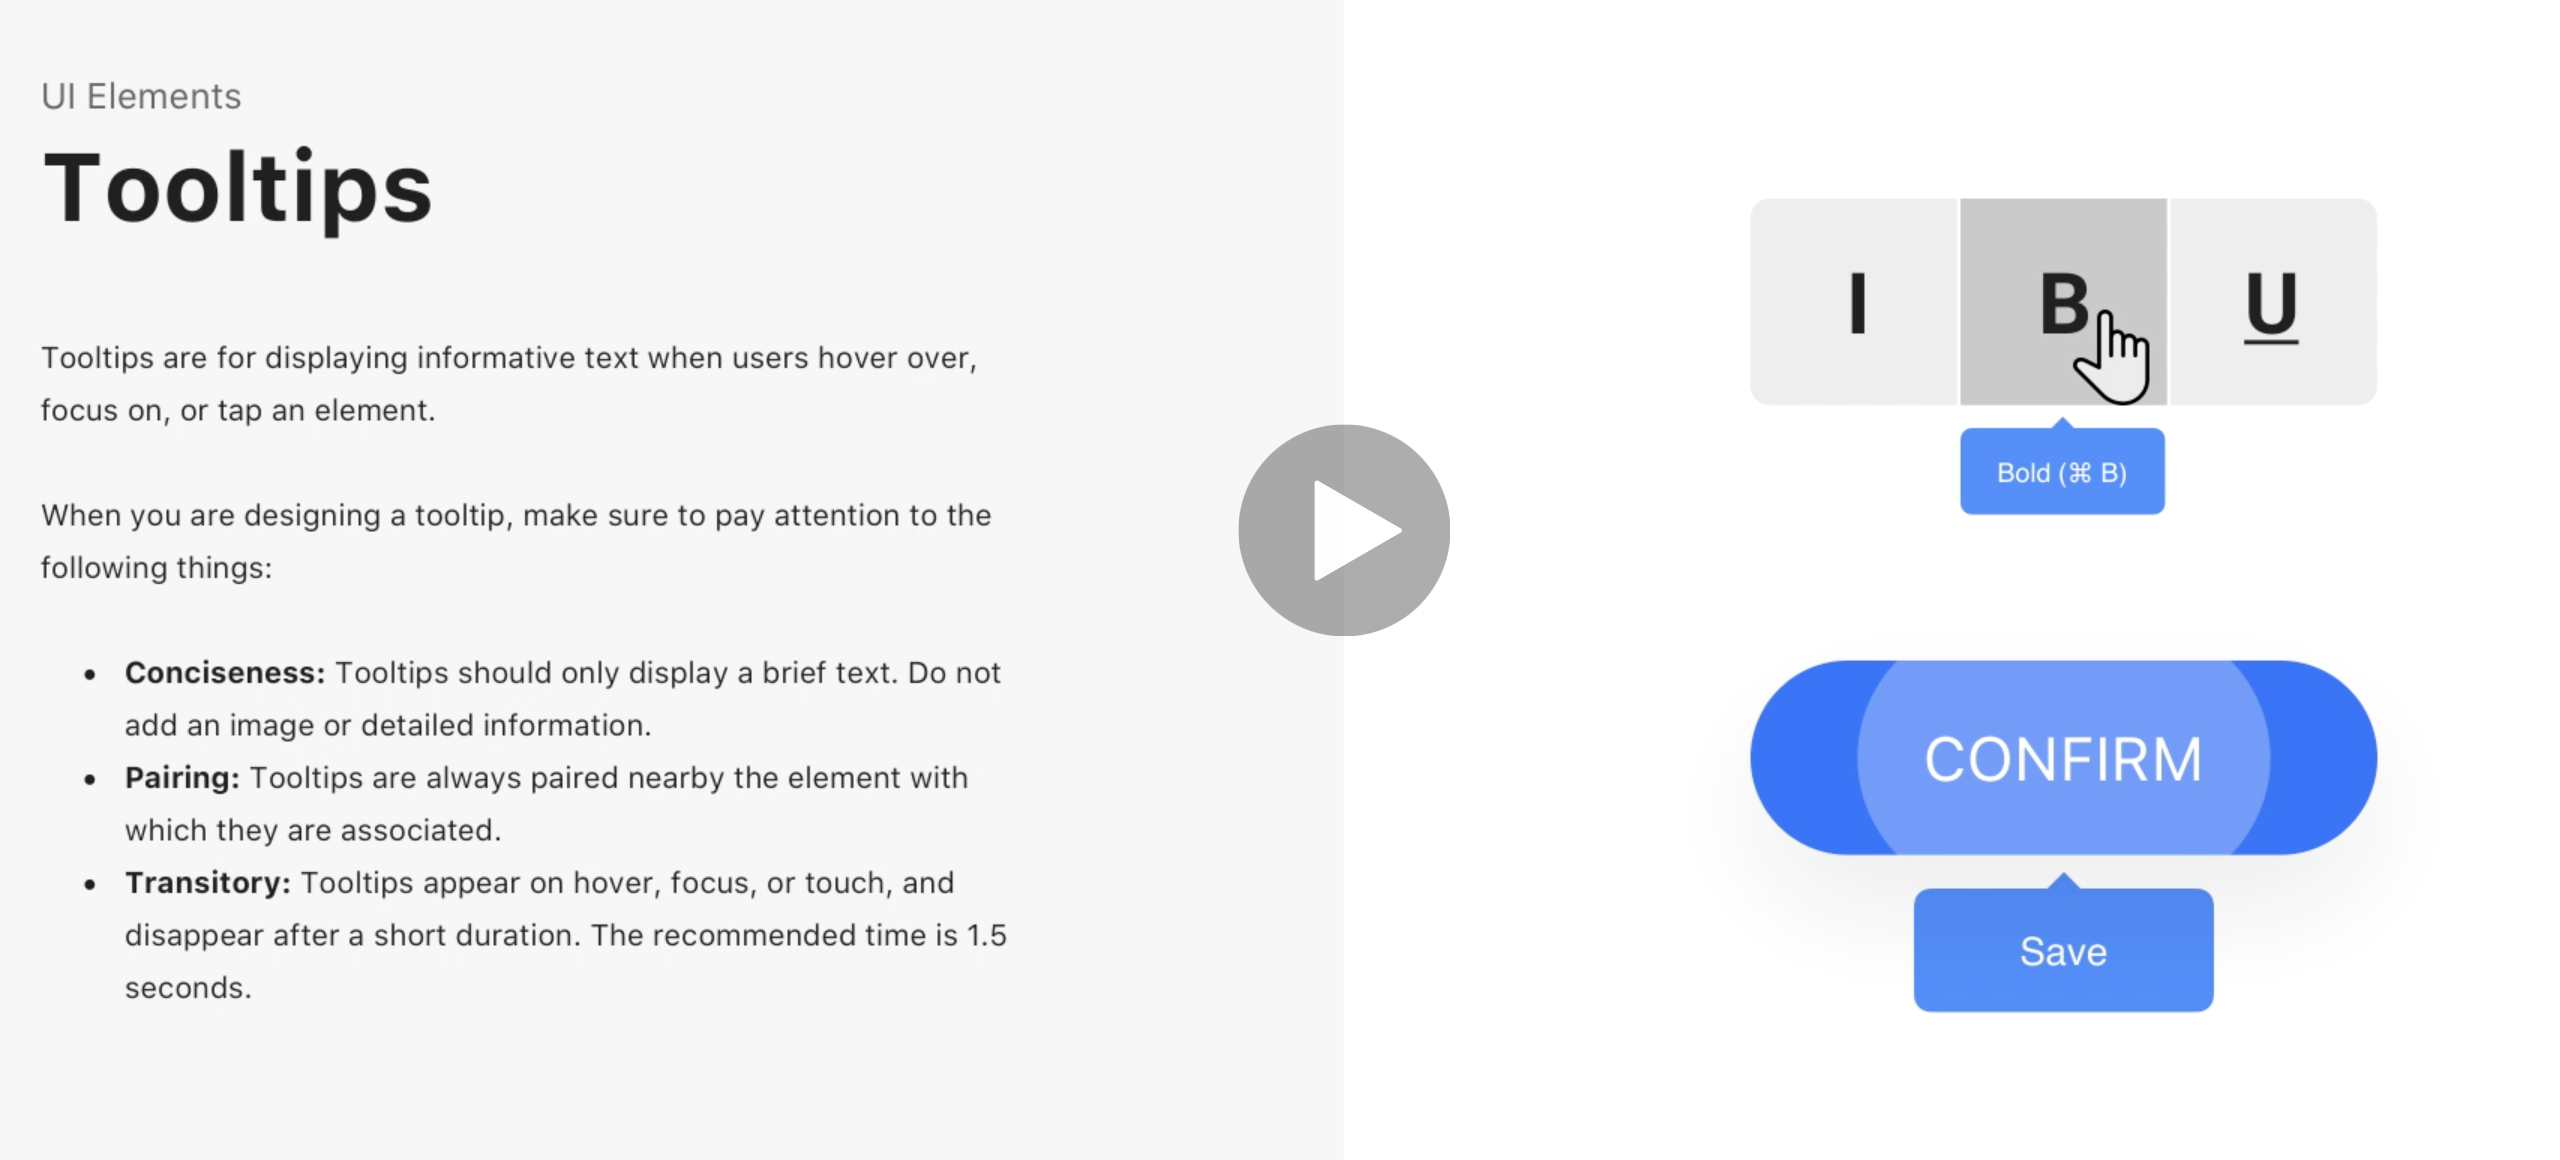 UI Elements
Tooltips
Tooltips are for displaying informative text when users hover over,
focus on, or tap an element.
When you are designing a tooltip, make sure to pay attention to the
following things:
• Conciseness: Tooltips should only display a brief text. Do not
add an image or detailed information.
• Pairing: Tooltips are always paired nearby the element with
which they are associated.
• Transitory: Tooltips appear on hover, focus, or touch, and
disappear after a short duration. The recommended time is 1.5
seconds.
I B U
Bold (⌘ B)
CONFIRM
Save